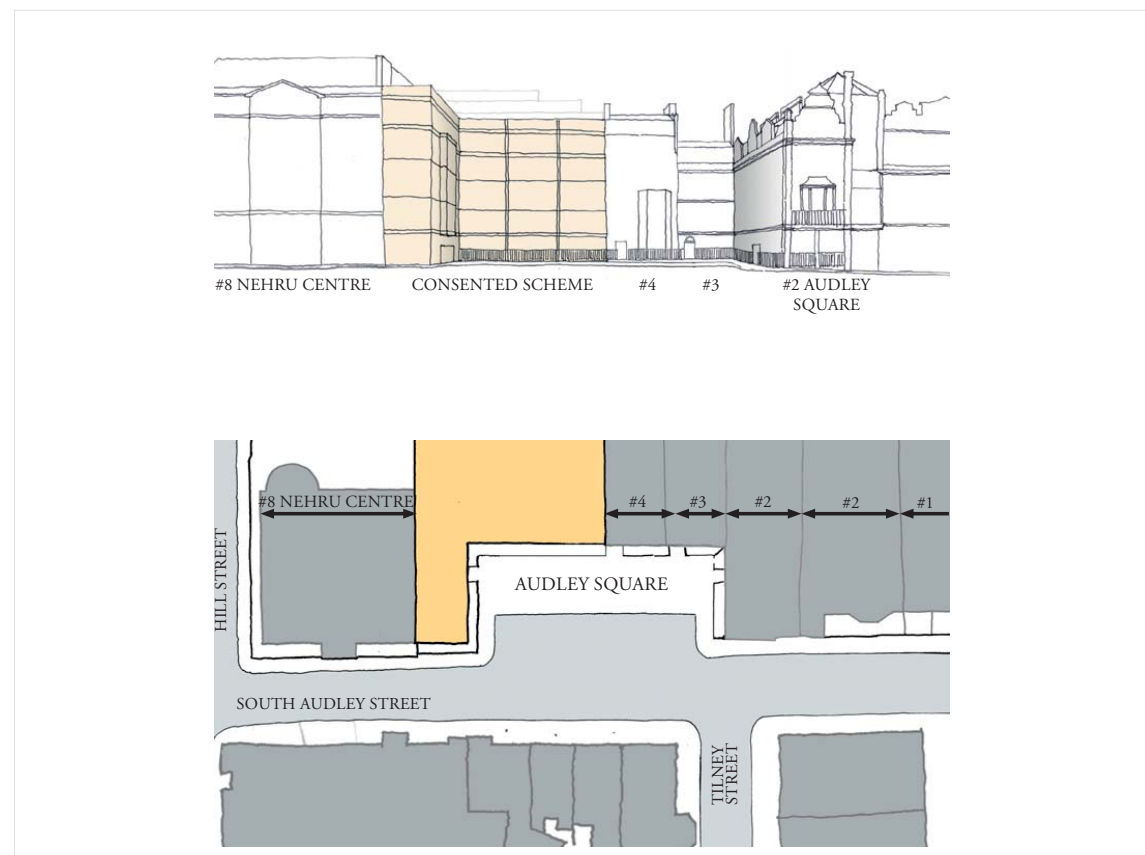 #8 NEHRU CENTRE
CONSENTED SCHEME
#4
#3
#2 AUDLEY
SQUARE
#8 NEHRU CENTRE
#4
#3
#2
#2
#1
HILL STREET
AUDLEY SQUARE
SOUTH AUDLEY STREET
TILNEY
STREET